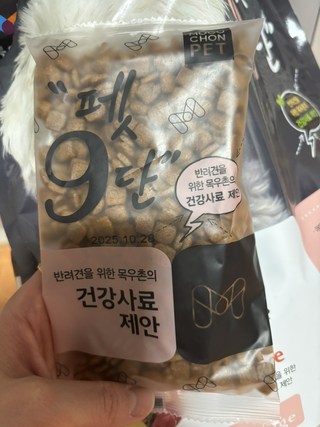 MOGU
CHON
PET
"펫
9단"
반려견을
위한 목우촌의
건강사료 제안
2025.10.26
반려견을 위한 목우촌의
건강사료
제안